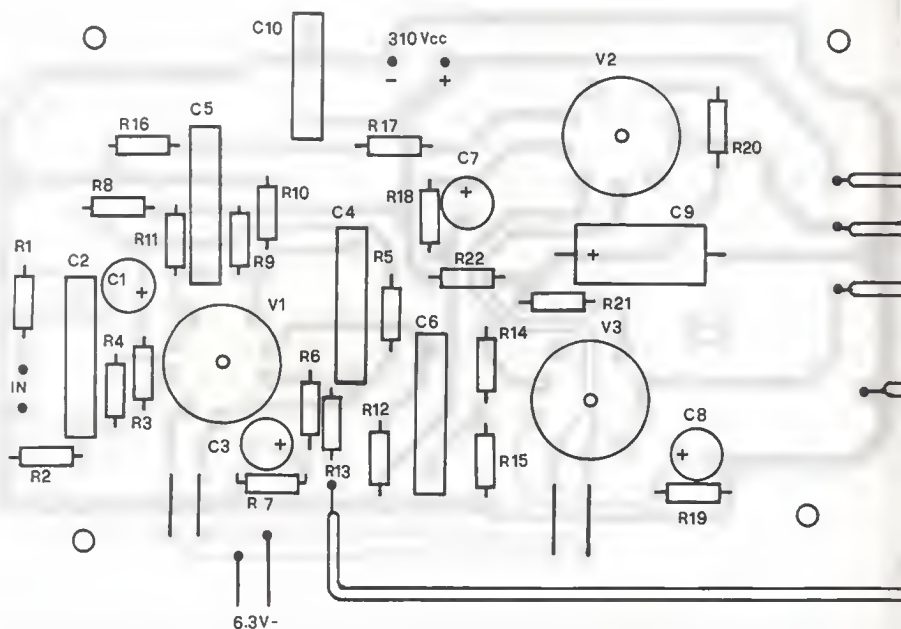 C10
310 Vcc
-
+
V2
C5
R16
R17
R20
C7
R8
R10
R18
C4
C9
R11
R1
C2
C1
R9
R5
R22
+
+
+
R21
V1
V3
R4
R6
C6
R14
IN
R3
R12
C8
C3
+
R13
R15
+
R2
R7
R19
6.3V-